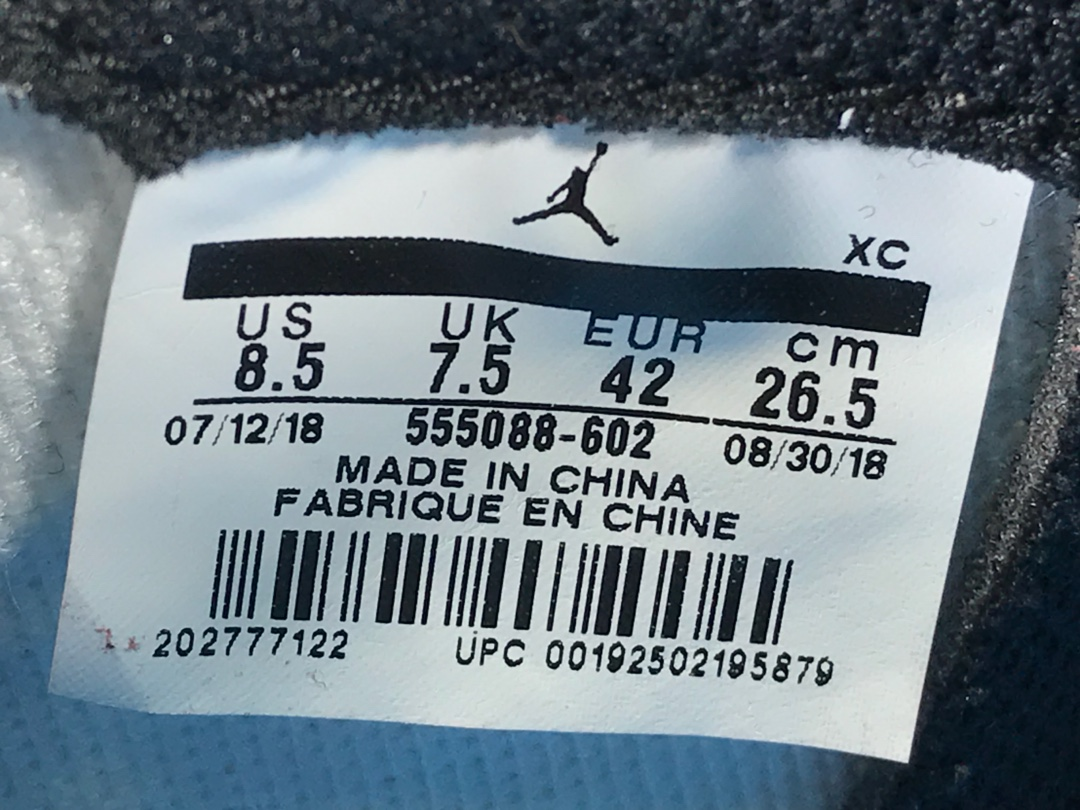 XC
US UK EUR cm
8.5 7.5 42 26.5
07/12/18 555088-602 08/30/18
MADE IN CHINA
FABRIQUE EN CHINE
202777122 UPC 00192502195879